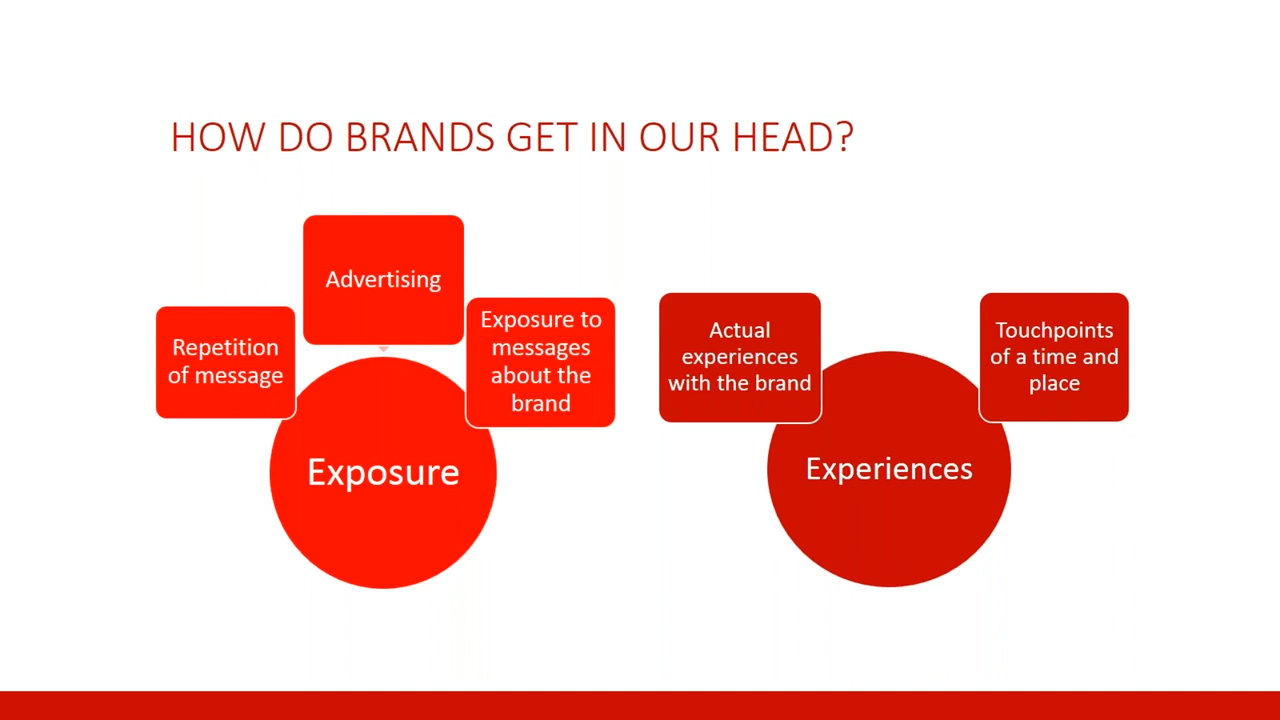 HOW DO BRANDS GET IN OUR HEAD?
Advertising
Repetition
of message
Exposure to
messages
about the
brand
Exposure
Actual
experiences
with the brand
Touchpoints
of a time and
place
Experiences